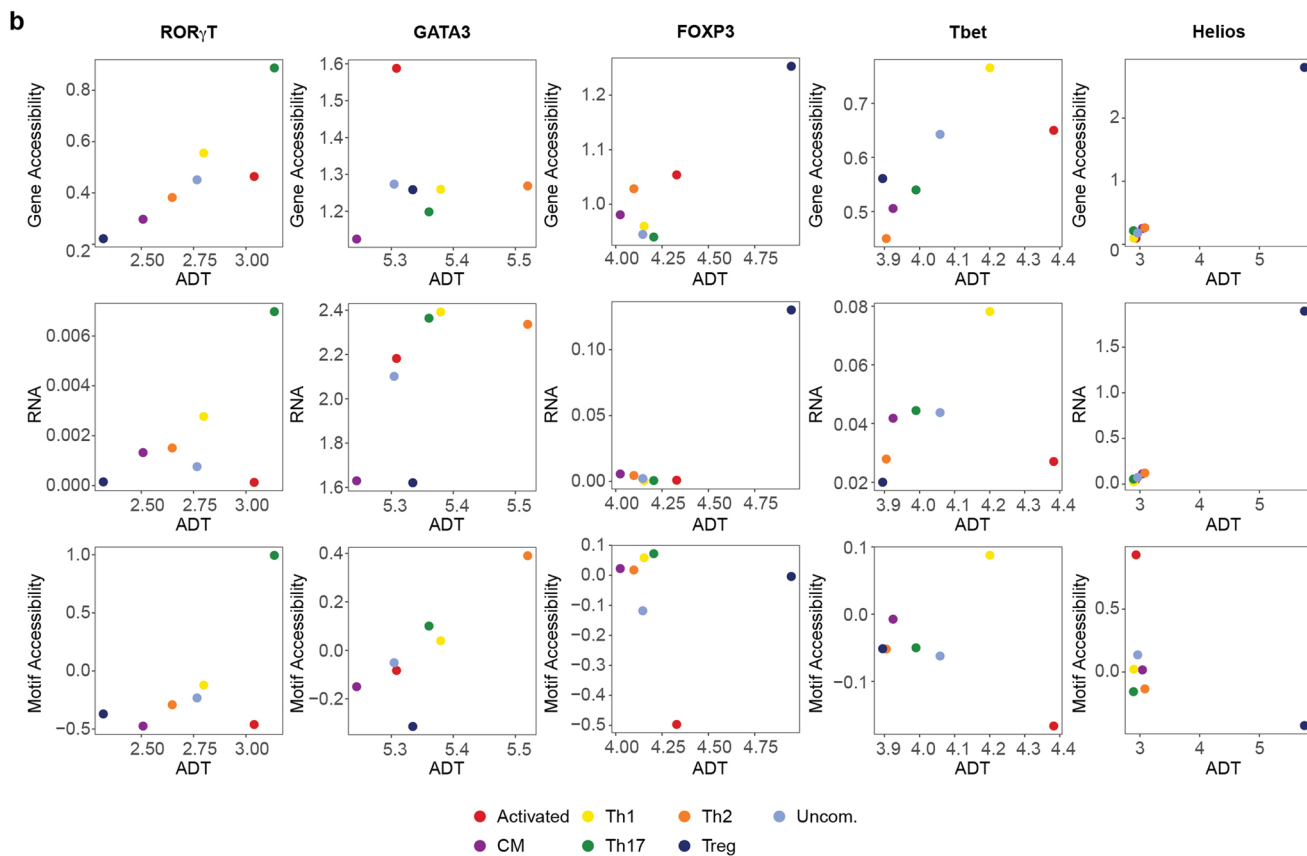 b
RORγT GATA3 FOXP3 Tbet Helios
Gene Accessibility
0.8
0.6
0.4
0.2
2.50 2.75 3.00
ADT
Gene Accessibility
1.6
1.5
1.4
1.3
1.2
5.3 5.4 5.5
ADT
Gene Accessibility
1.2
1.1
1.0
4.00 4.25 4.50 4.75
ADT
Gene Accessibility
0.7
0.6
0.5
3.9 4.0 4.1 4.2 4.3 4.4
ADT
Gene Accessibility
2
1
0
3 4 5
ADT
RNA
0.006
0.004
0.002
0.000
2.50 2.75 3.00
ADT
RNA
2.4
2.2
2.0
1.8
1.6
5.3 5.4 5.5
ADT
RNA
0.10
0.05
0.00
4.00 4.25 4.50 4.75
ADT
RNA
0.08
0.06
0.04
0.02
3.9 4.0 4.1 4.2 4.3 4.4
ADT
RNA
1.5
1.0
0.5
0.0
3 4 5
ADT
Motif Accessibility
1.0
0.5
0.0
−0.5
2.50 2.75 3.00
ADT
Motif Accessibility
0.4
0.2
0.0
−0.2
5.3 5.4 5.5
ADT
Motif Accessibility
0.1
0.0
−0.1
−0.2
−0.3
−0.4
−0.5
4.00 4.25 4.50 4.75
ADT
Motif Accessibility
0.1
0.0
−0.1
3.9 4.0 4.1 4.2 4.3 4.4
ADT
Motif Accessibility
0.5
0.0
3 4 5
ADT
Activated Th1 Th2 Uncom.
CM Th17 Treg